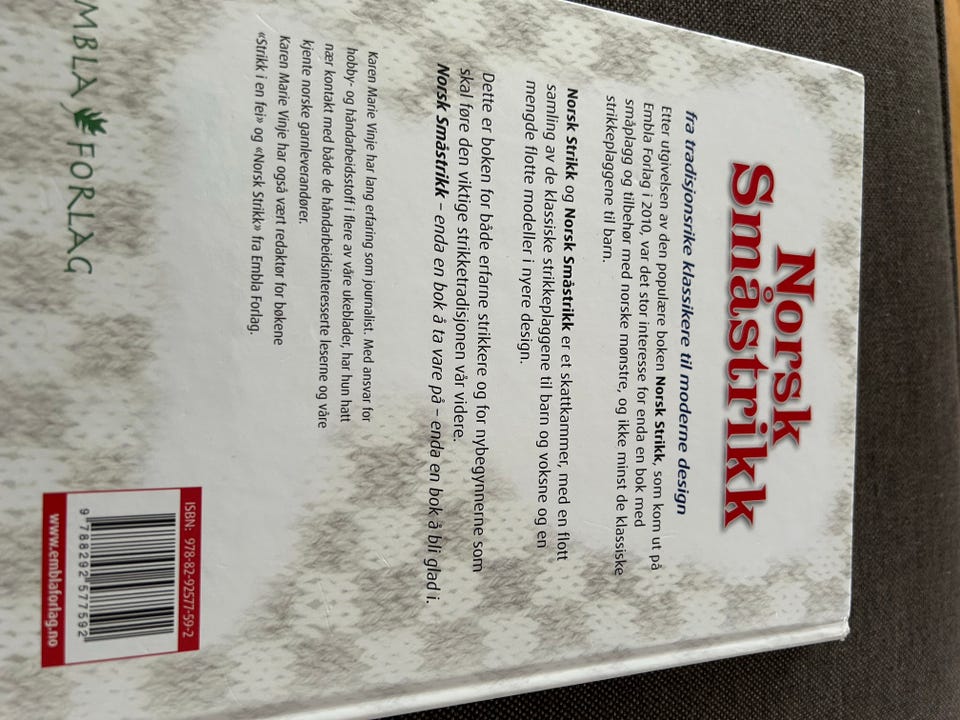 Norsk
Småstrikk
fra tradisjonsrike klassikere til moderne design
Etter utgivelsen av den populære boken Norsk Strikk, som kom ut på
Embla Forlag i 2010, var det stor interesse for enda en bok med
småplagg og tilbehør med norske mønstre, og ikke minst de klassiske
strikkeplaggene til barn.
Norsk Strikk og Norsk Småstrikk er et skattkammer, med en flott
samling av de klassiske strikkeplaggene til barn og voksne og en
mengde flotte modeller i nyere design.
Dette er boken for både erfarne strikkere og for nybegynnerne som
skal føre den viktige strikketradisjonen vår videre.
Norsk Småstrikk – enda en bok å ta vare på – enda en bok å bli glad i.
Karen Marie Vinje har lang erfaring som journalist. Med ansvar for
hobby- og håndarbeidsstoff i flere av våre ukeblader, har hun hatt
nær kontakt med både de håndarbeidsinteresserte leserne og våre
kjente norske garnleverandører.
Karen Marie Vinje har også vært redaktør for bøkene
«Strikk i en fei» og «Norsk Strikk» fra Embla Forlag.
MBLA FORLAG
ISBN: 978-82-92577-59-2
9 788292 577592
www.emblaforlag.no